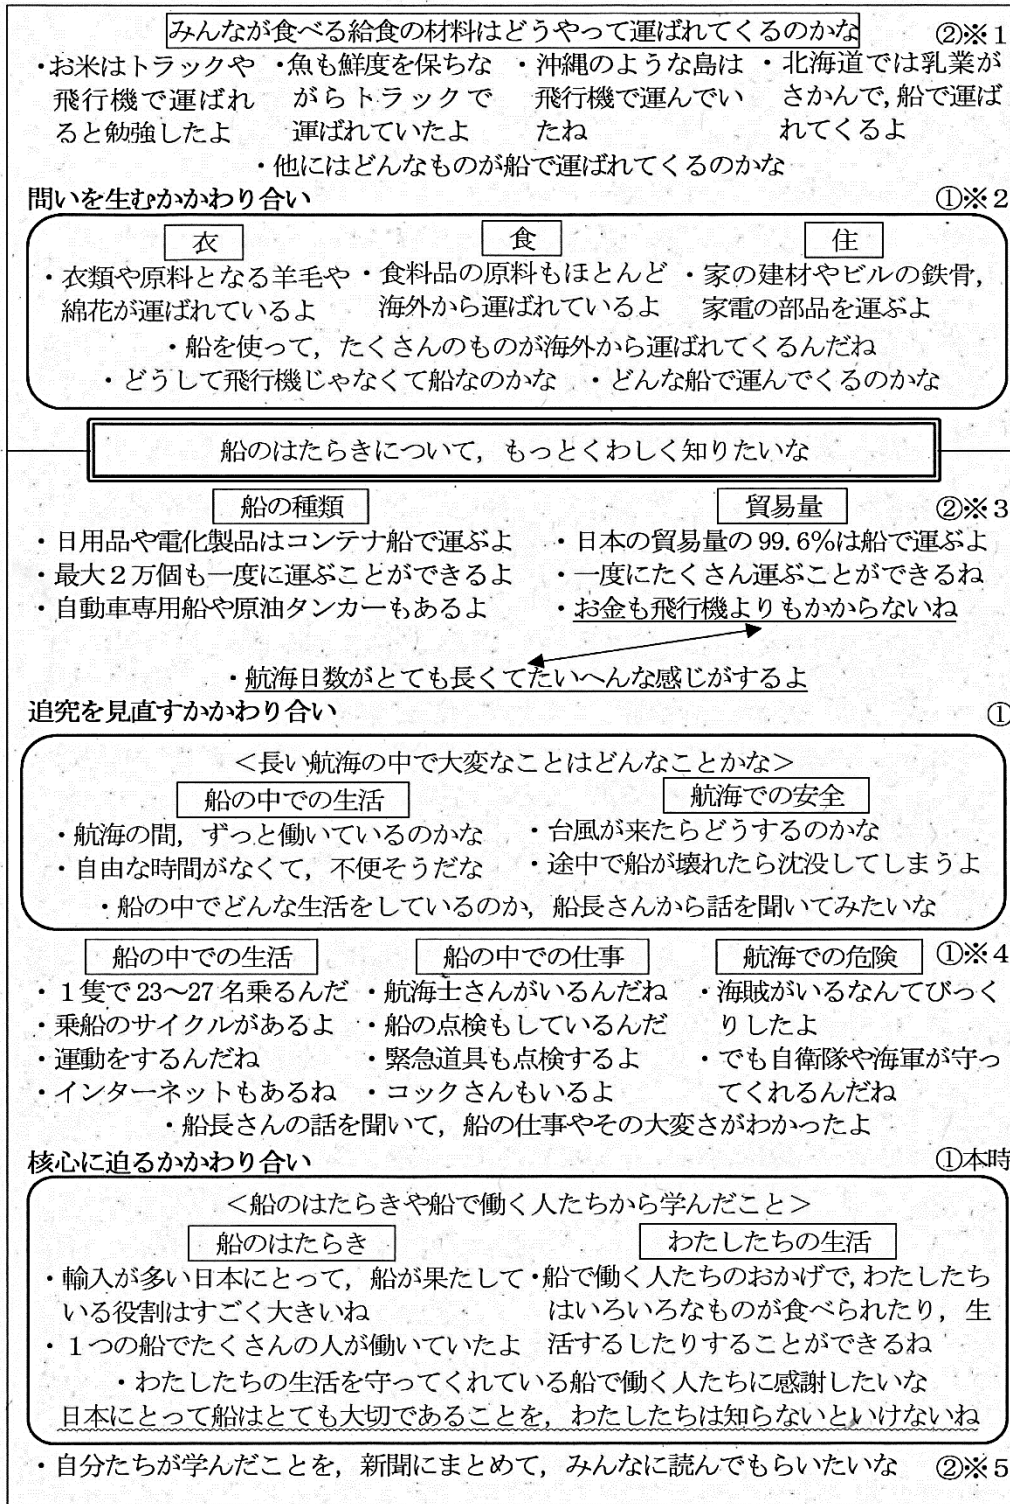 みんなが食べる給食の材料はどうやって運ばれてくるのかな ②※1
・お米はトラックや飛行機で運ばれると勉強したよ
・魚も鮮度を保ちながらトラックで運ばれていたよ
・沖縄のような島は飛行機で運んでいたね
・北海道では乳業がさかんで,船で運ばれてくるよ
・他にはどんなものが船で運ばれてくるのかな
問いを生むかかわり合い ①※2
衣
・衣類や原料となる羊毛や綿花が運ばれているよ
食
・食料品の原料もほとんど海外から運ばれているよ
住
・家の建材やビルの鉄骨,家電の部品を運ぶよ
・船を使って,たくさんのものが海外から運ばれてくるんだね
・どうして飛行機じゃなくて船なのかな ・どんな船で運んでくるのかな
船のはたらきについて,もっとくわしく知りたいな
船の種類
・日用品や電化製品はコンテナ船で運ぶよ
・最大2万個も一度に運ぶことができるよ
・自動車専用船や原油タンカーもあるよ
貿易量 ②※3
・日本の貿易量の99.6%は船で運ぶよ
・一度にたくさん運ぶことができるね
・お金も飛行機よりもかからないね
・航海日数がとても長くてたいへんな感じがするよ
追究を見直すかかわり合い ①
<長い航海の中で大変なことはどんなことかな>
船の中での生活
・航海の間,ずっと働いているのかな
・自由な時間がなくて,不便そうだな
航海での安全
・台風が来たらどうするのかな
・途中で船が壊れたら沈没してしまうよ
・船の中でどんな生活をしているのか,船長さんから話を聞いてみたいな
船の中での生活
・1隻で23~27名乗るんだ
・乗船のサイクルがあるよ
・運動をするんだね
・インターネットもあるね
船の中での仕事
・航海士さんがいるんだね
・船の点検もしているんだ
・緊急道具も点検するよ
・コックさんもいるよ
航海での危険 ①※4
・海賊がいるなんてびっくりしたよ
・でも自衛隊や海軍が守ってくれるんだね
・船長さんの話を聞いて,船の仕事やその大変さがわかったよ
核心に迫るかかわり合い ①本時
<船のはたらきや船で働く人たちから学んだこと>
船のはたらき
・輸入が多い日本にとって,船が果たしている役割はすごく大きいね
・1つの船でたくさんの人が働いていたよ
わたしたちの生活
・船で働く人たちのおかげで,わたしたちはいろいろなものが食べられたり,生活するしたりすることができるね
・わたしたちの生活を守ってくれている船で働く人たちに感謝したいな
日本にとって船はとても大切であることを,わたしたちは知らないといけないね
・自分たちが学んだことを,新聞にまとめて,みんなに読んでもらいたいな ②※5